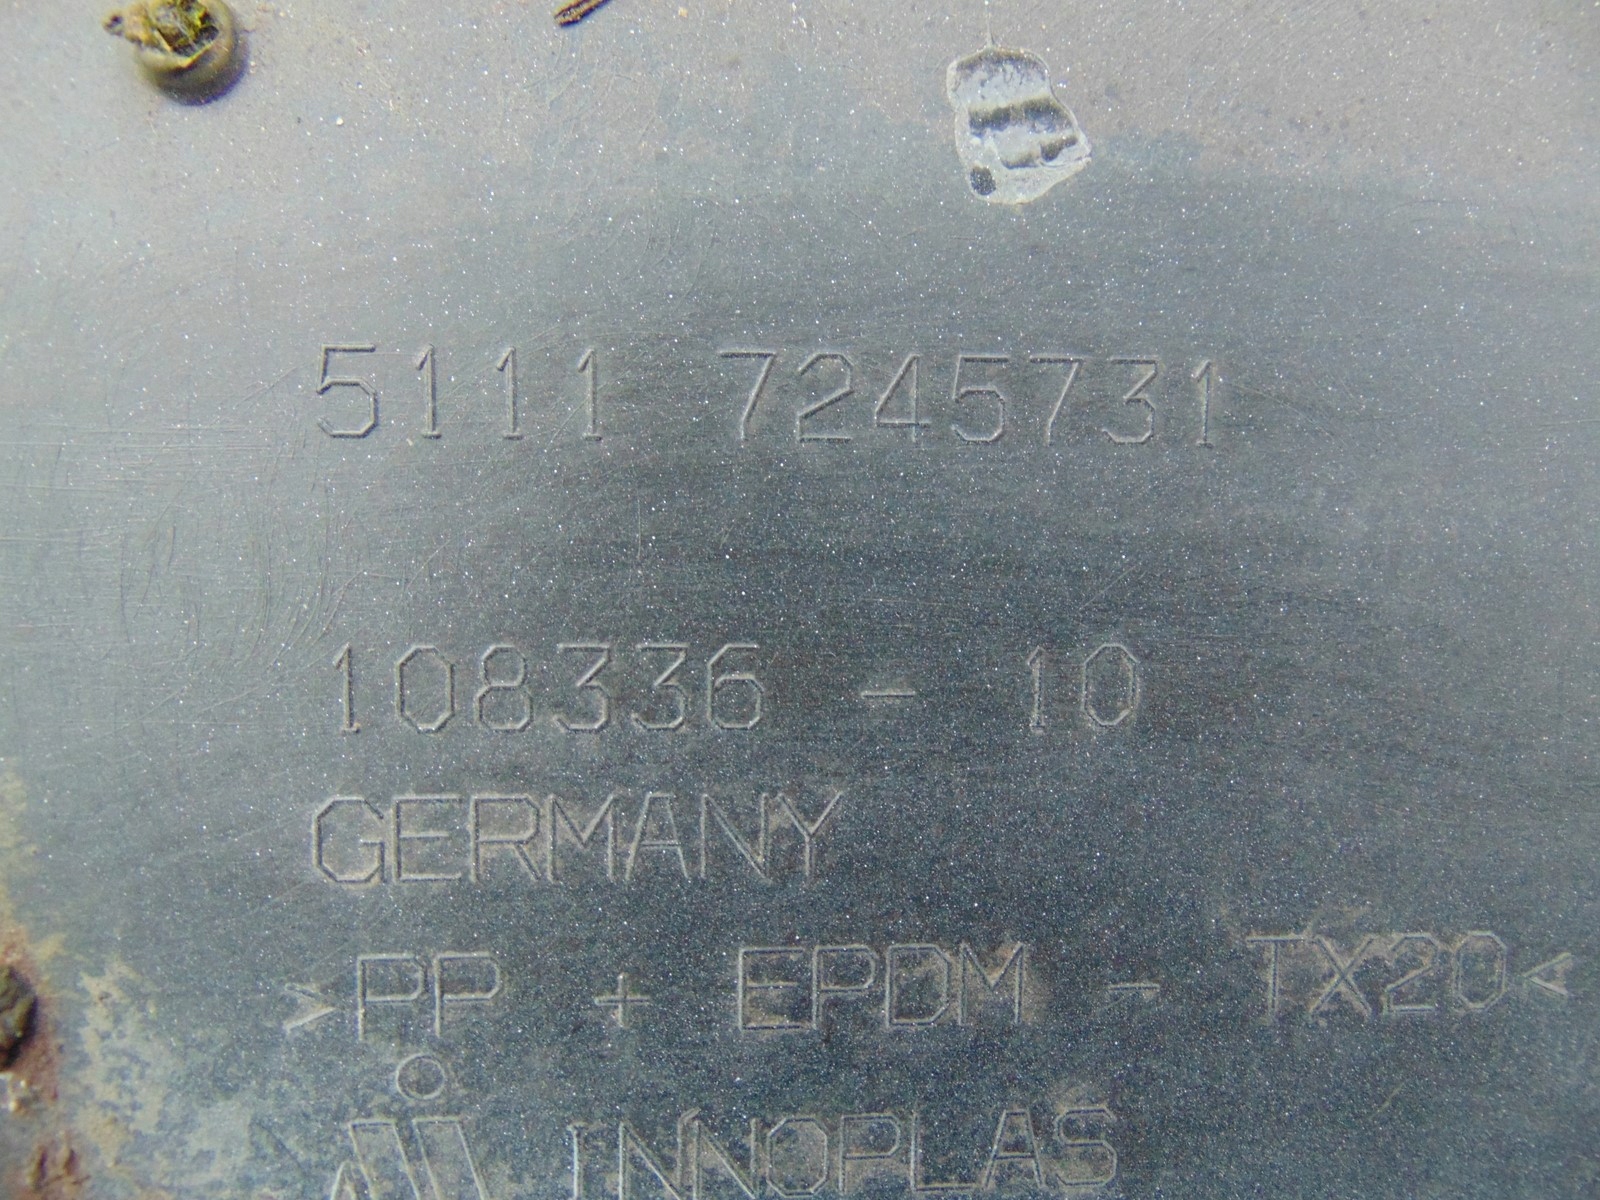 5111 7245731
108336 - 10
GERMANY
>PP + EPDM - TX20<
INNOPLAS